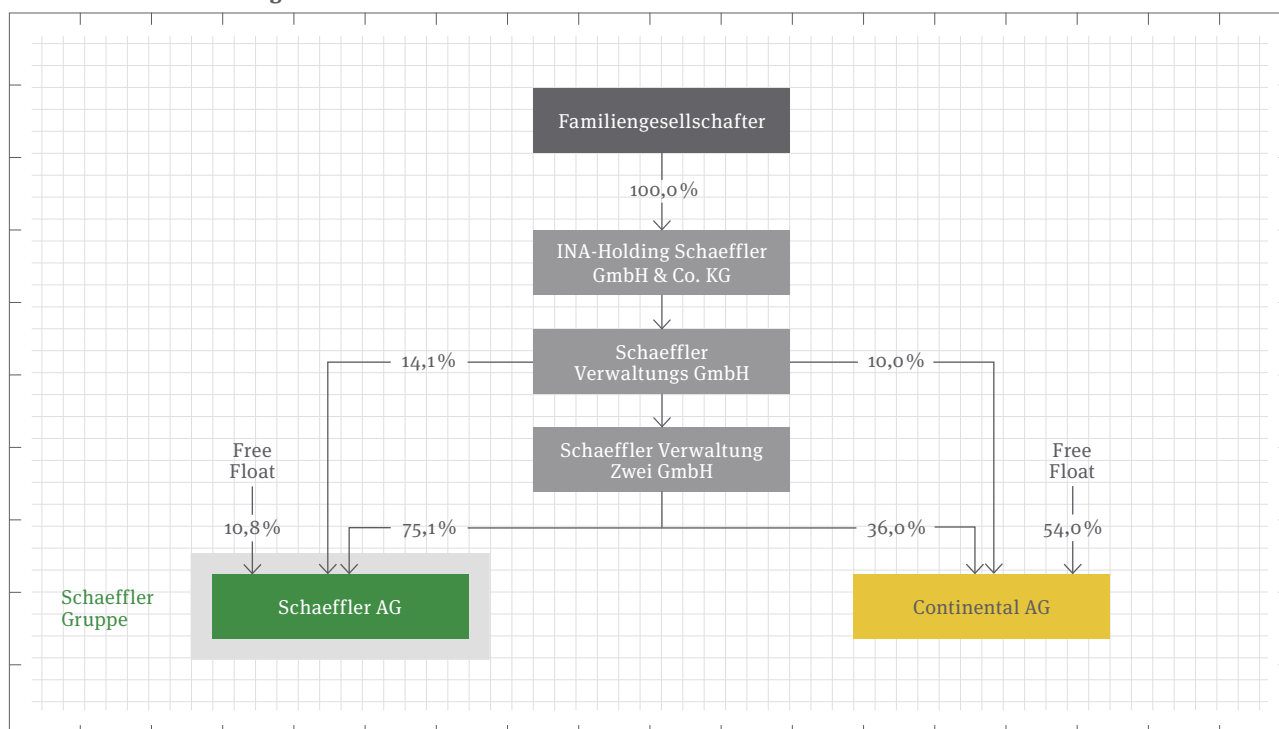 Familiengesellschafter
100,0%
INA-Holding Schaeffler
GmbH & Co. KG
14,1%
Schaeffler
Verwaltungs GmbH
10,0%
Schaeffler Verwaltung
Zwei GmbH
Free
Float
Free
Float
10,8%
75,1%
36,0%
54,0%
Schaeffler
Gruppe
Schaeffler AG
Continental AG